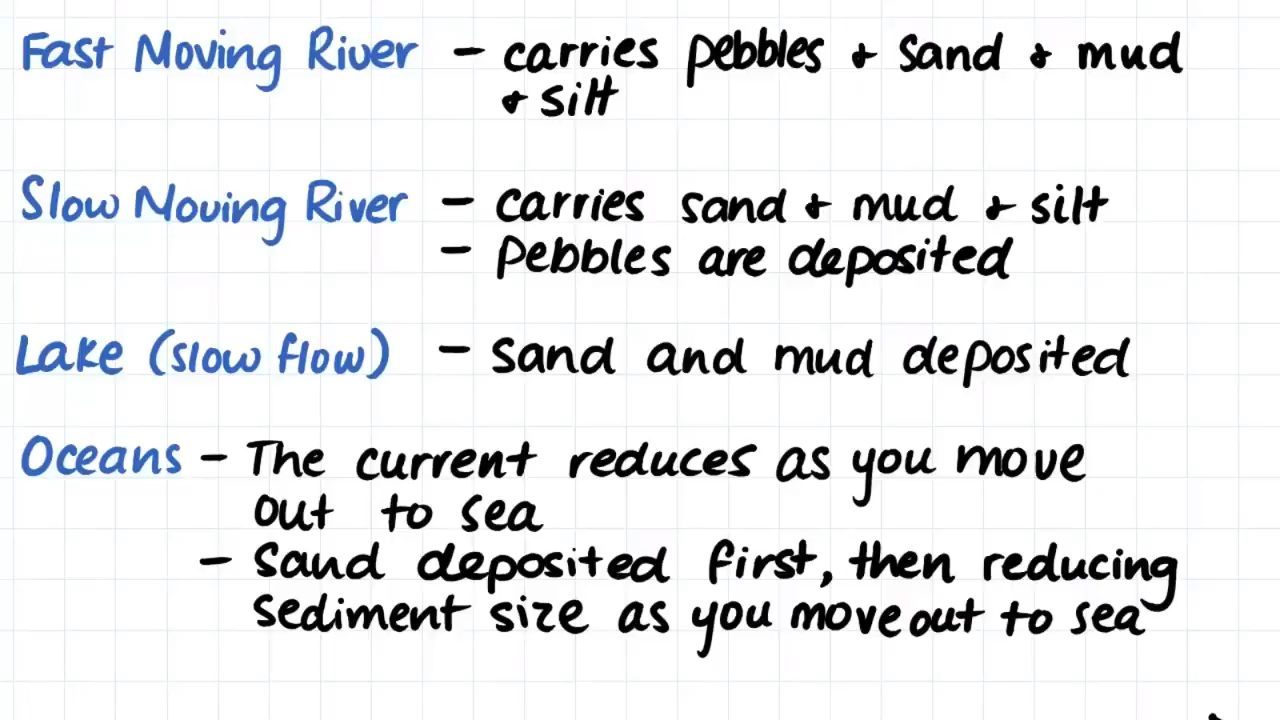 Fast Moving River - carries pebbles & sand & mud
& silt
Slow Moving River - carries sand & mud & silt
- Pebbles are deposited
Lake (slow flow) - sand and mud deposited
Oceans - The current reduces as you move
out to sea
- Sand deposited first, then reducing
sediment size as you move out to sea